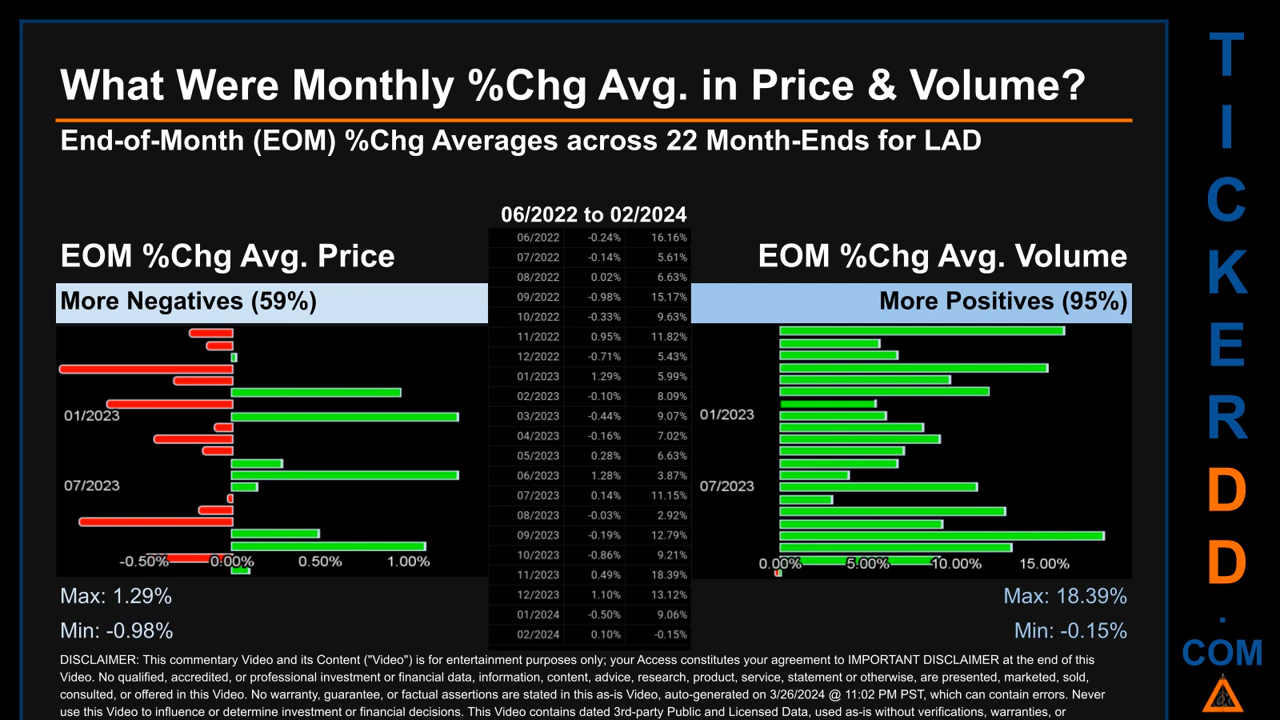 What Were Monthly %Chg Avg. in Price & Volume?
End-of-Month (EOM) %Chg Averages across 22 Month-Ends for LAD
06/2022 to 02/2024
EOM %Chg Avg. Price
More Negatives (59%)
01/2023
07/2023
-0.50% 0.00% 0.50% 1.00%
Max: 1.29%
Min: -0.98%
06/2022 -0.24% 16.16%
07/2022 -0.14% 5.61%
08/2022 0.02% 6.63%
09/2022 -0.98% 15.17%
10/2022 -0.33% 9.63%
11/2022 0.95% 11.82%
12/2022 -0.71% 5.43%
01/2023 1.29% 5.99%
02/2023 -0.10% 8.09%
03/2023 -0.44% 9.07%
04/2023 -0.16% 7.02%
05/2023 0.28% 6.63%
06/2023 1.28% 3.87%
07/2023 0.14% 11.15%
08/2023 -0.03% 2.92%
09/2023 -0.19% 12.79%
10/2023 -0.86% 9.21%
11/2023 0.49% 18.39%
12/2023 1.10% 13.12%
01/2024 -0.50% 9.06%
02/2024 0.10% -0.15%
EOM %Chg Avg. Volume
More Positives (95%)
01/2023
07/2023
0.00% 5.00% 10.00% 15.00%
Max: 18.39%
Min: -0.15%
DISCLAIMER: This commentary Video and its Content ("Video") is for entertainment purposes only; your Access constitutes your agreement to IMPORTANT DISCLAIMER at the end of this
Video. No qualified, accredited, or professional investment or financial data, information, content, advice, research, product, service, statement or otherwise, are presented, marketed, sold,
consulted, or offered in this Video. No warranty, guarantee, or factual assertions are stated in this as-is Video, auto-generated on 3/26/2024 @ 11:02 PM PST, which can contain errors. Never
use this Video to influence or determine investment or financial decisions. This Video contains dated 3rd-party Public and Licensed Data, used as-is without verifications, warranties, or
T
I
C
K
E
R
D
D
.
COM